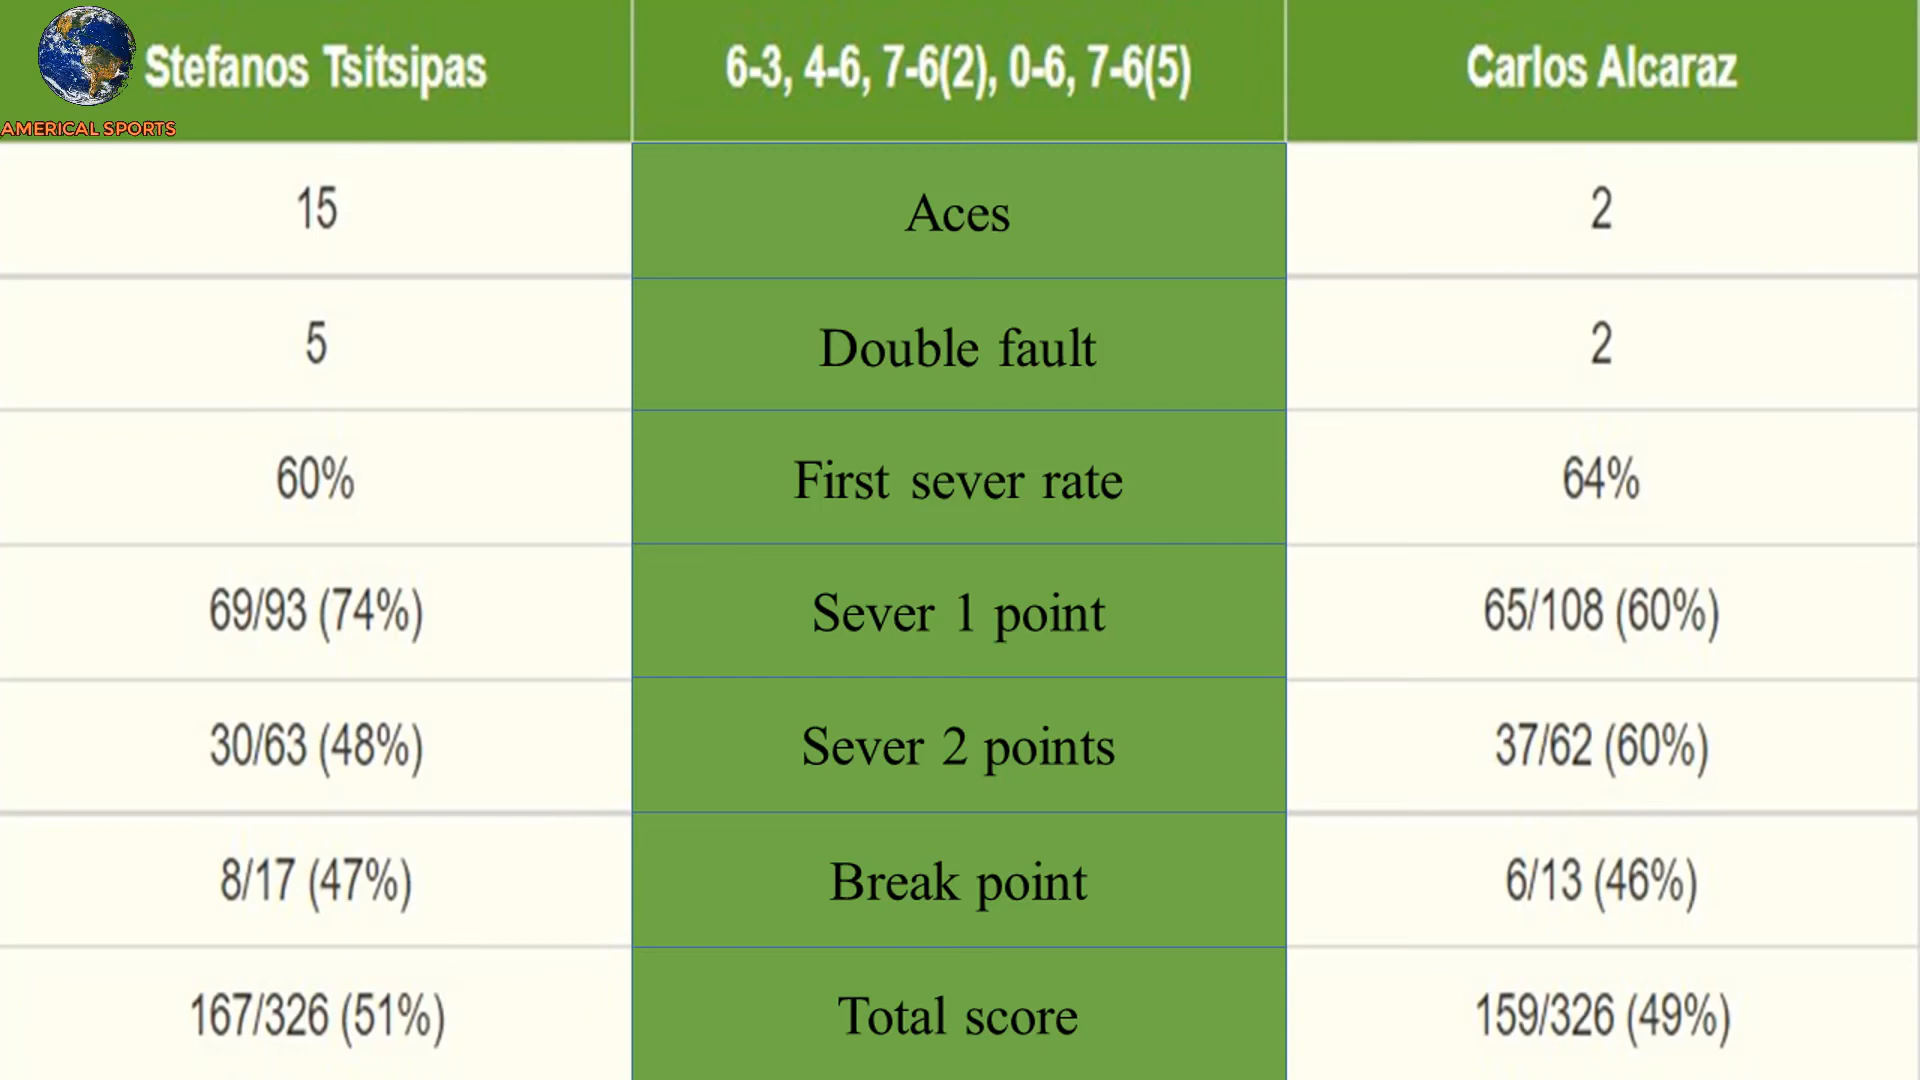 Stefanos Tsitsipas 6-3, 4-6, 7-6(2), 0-6, 7-6(5) Carlos Alcaraz
AMERICAL SPORTS
15 Aces 2
5 Double fault 2
60% First sever rate 64%
69/93 (74%) Sever 1 point 65/108 (60%)
30/63 (48%) Sever 2 points 37/62 (60%)
8/17 (47%) Break point 6/13 (46%)
167/326 (51%) Total score 159/326 (49%)